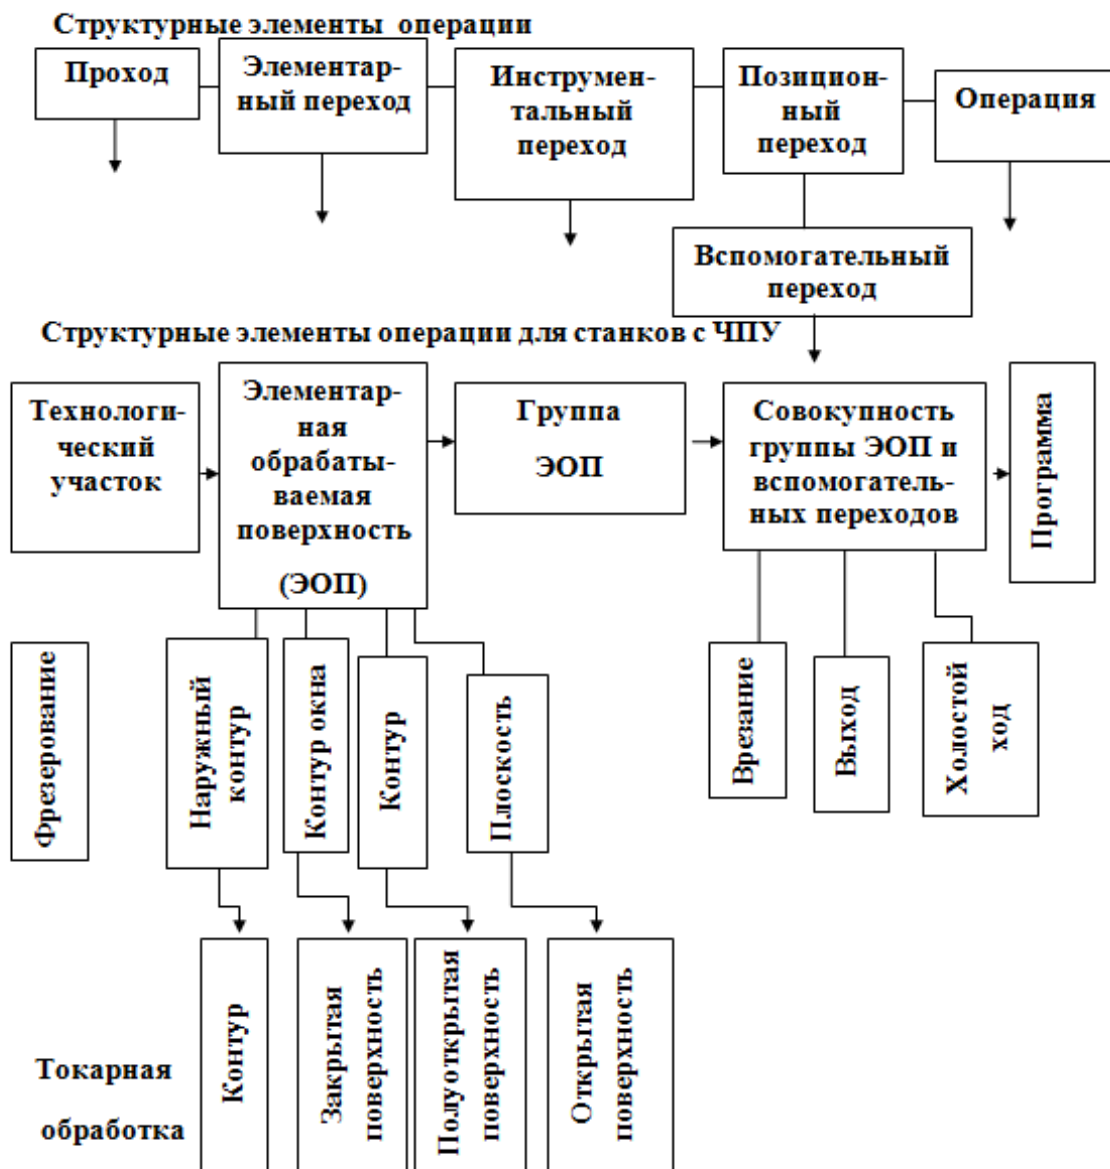 Структурные элементы операции
Проход
Элементар-
ный переход
Инструмен-
тальный
переход
Позицион-
ный
переход
Операция
Вспомогательный
переход
Структурные элементы операции для станков с ЧПУ
Технологи-
ческий
участок
Элементар-
ная
обрабаты-
ваемая
поверхность
(ЭОП)
Группа
ЭОП
Совокупность
группы ЭОП и
вспомогатель-
ных переходов
Программа
Фрезерование
Наружный
контур
Контур окна
Контур
Плоскость
Врезание
Выход
Холостой
ход
Токарная
обработка
Контур
Закрытая
поверхность
Полуоткрытая
поверхность
Открытая
поверхность